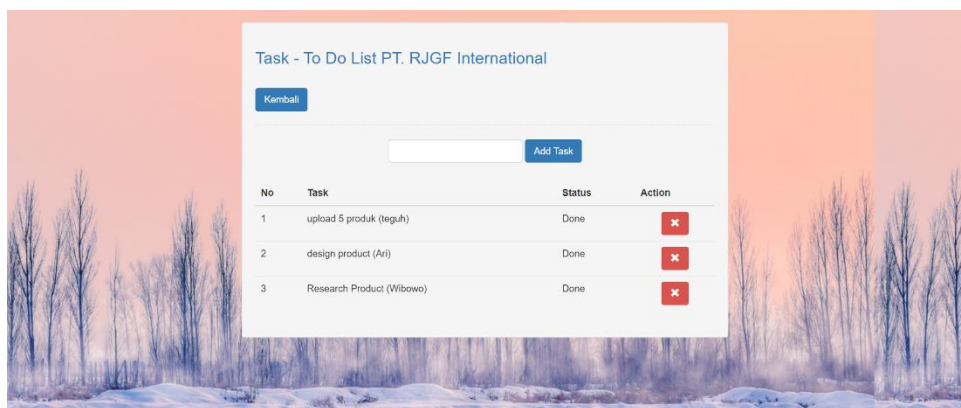 Task - To Do List PT. RJGF International
Kembali
Add Task
No Task Status Action
1 upload 5 produk (teguh) Done
2 design product (Ari) Done
3 Research Product (Wibowo) Done